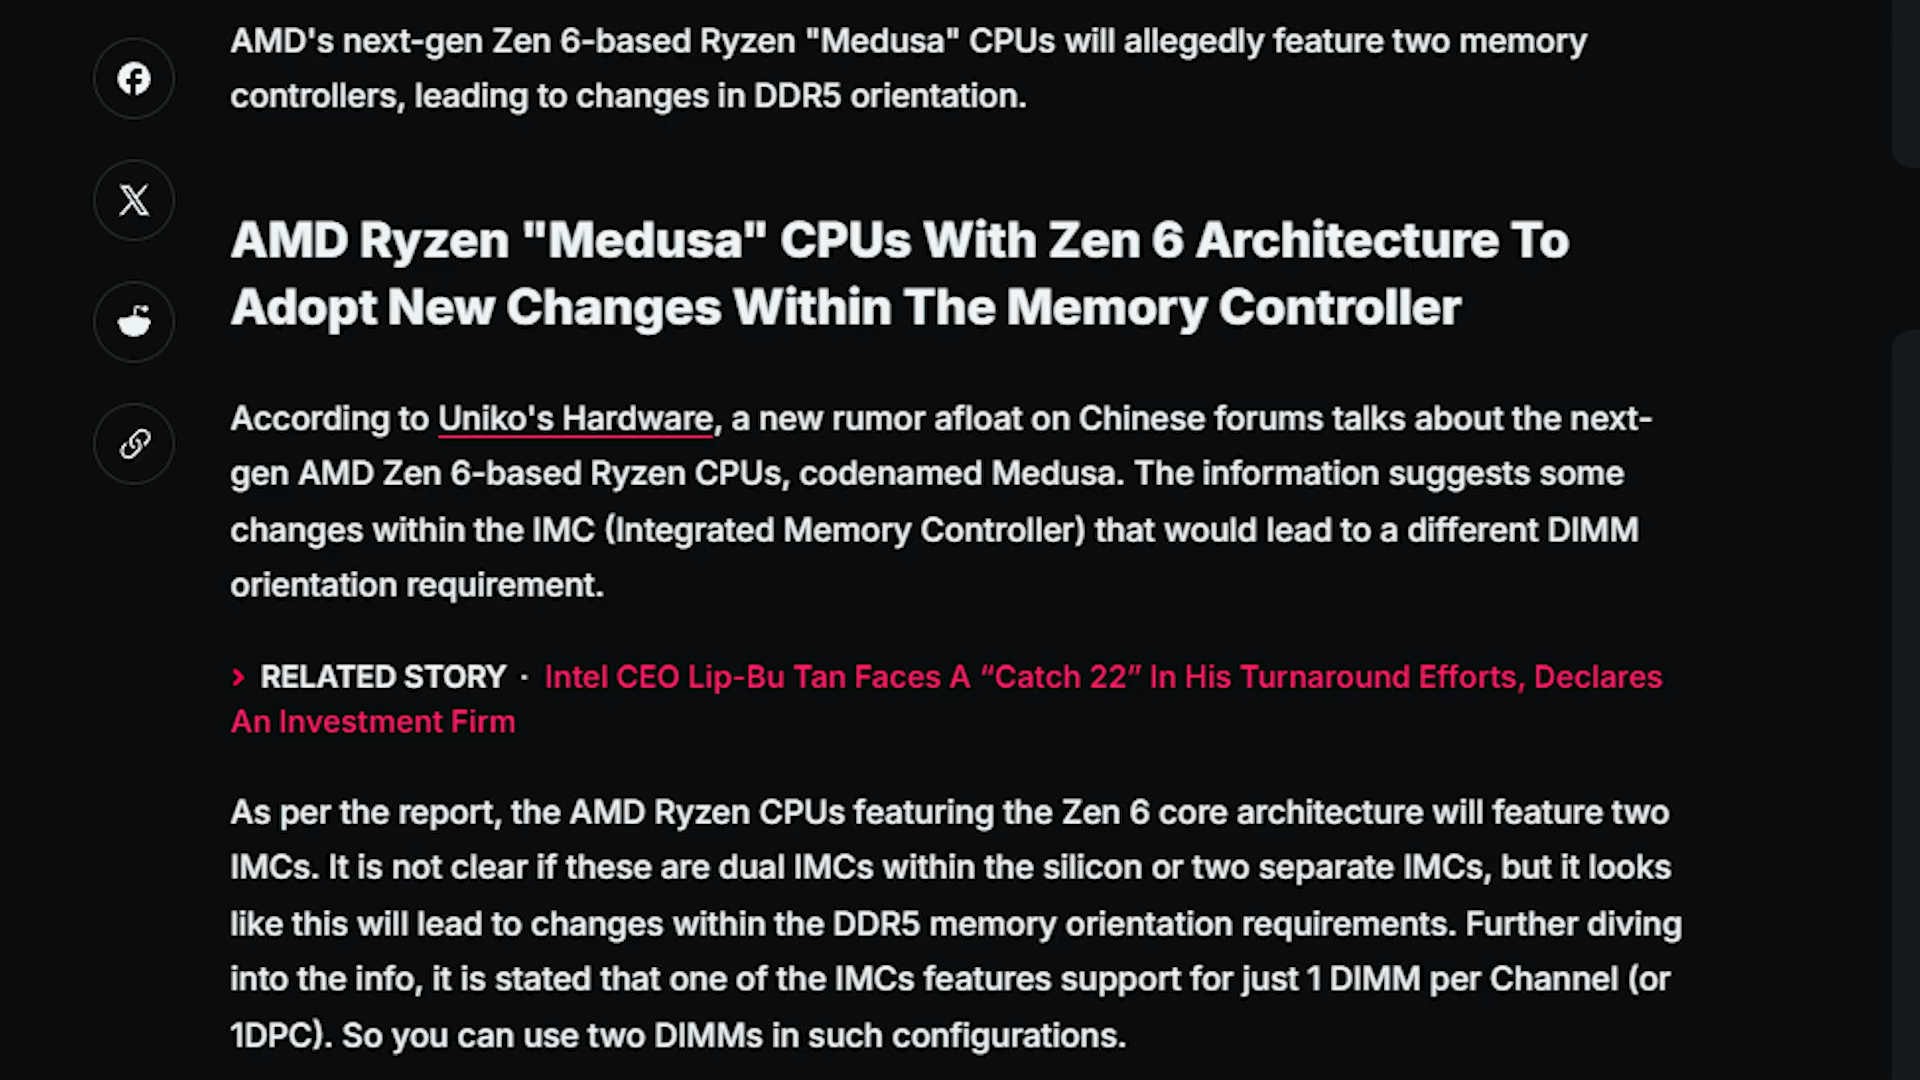 AMD's next-gen Zen 6-based Ryzen "Medusa" CPUs will allegedly feature two memory
controllers, leading to changes in DDR5 orientation.
AMD Ryzen "Medusa" CPUs With Zen 6 Architecture To
Adopt New Changes Within The Memory Controller
According to Uniko's Hardware, a new rumor afloat on Chinese forums talks about the next-
gen AMD Zen 6-based Ryzen CPUs, codenamed Medusa. The information suggests some
changes within the IMC (Integrated Memory Controller) that would lead to a different DIMM
orientation requirement.
RELATED STORY · Intel CEO Lip-Bu Tan Faces A “Catch 22” In His Turnaround Efforts, Declares
An Investment Firm
As per the report, the AMD Ryzen CPUs featuring the Zen 6 core architecture will feature two
IMCs. It is not clear if these are dual IMCs within the silicon or two separate IMCs, but it looks
like this will lead to changes within the DDR5 memory orientation requirements. Further diving
into the info, it is stated that one of the IMCs features support for just 1 DIMM per Channel (or
1DPC). So you can use two DIMMs in such configurations.